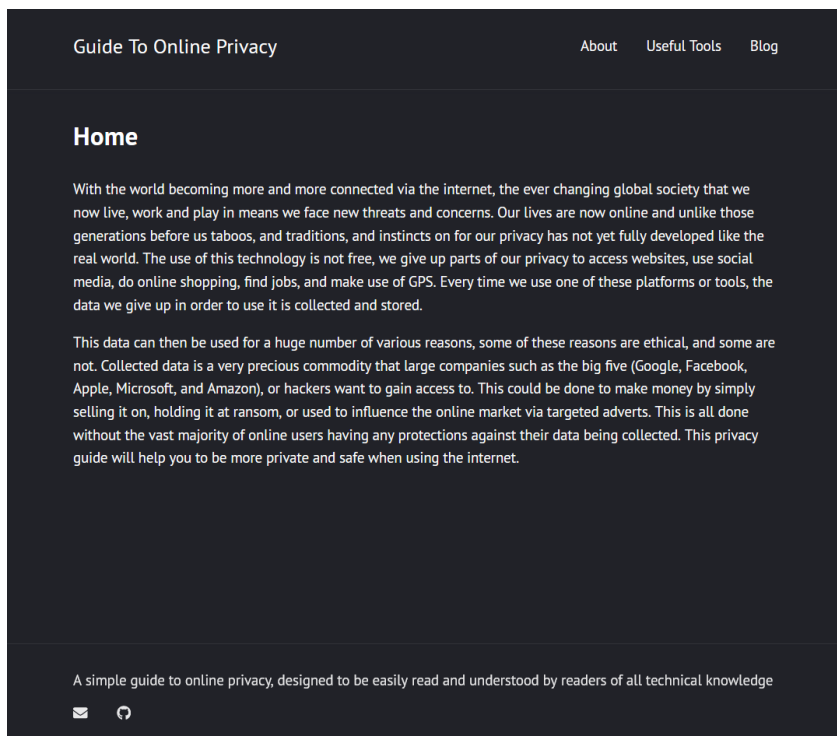 Guide To Online Privacy
About Useful Tools Blog
Home
With the world becoming more and more connected via the internet, the ever changing global society that we
now live, work and play in means we face new threats and concerns. Our lives are now online and unlike those
generations before us taboos, and traditions, and instincts on for our privacy has not yet fully developed like the
real world. The use of this technology is not free, we give up parts of our privacy to access websites, use social
media, do online shopping, find jobs, and make use of GPS. Every time we use one of these platforms or tools, the
data we give up in order to use it is collected and stored.
This data can then be used for a huge number of various reasons, some of these reasons are ethical, and some are
not. Collected data is a very precious commodity that large companies such as the big five (Google, Facebook,
Apple, Microsoft, and Amazon), or hackers want to gain access to. This could be done to make money by simply
selling it on, holding it at ransom, or used to influence the online market via targeted adverts. This is all done
without the vast majority of online users having any protections against their data being collected. This privacy
guide will help you to be more private and safe when using the internet.
A simple guide to online privacy, designed to be easily read and understood by readers of all technical knowledge